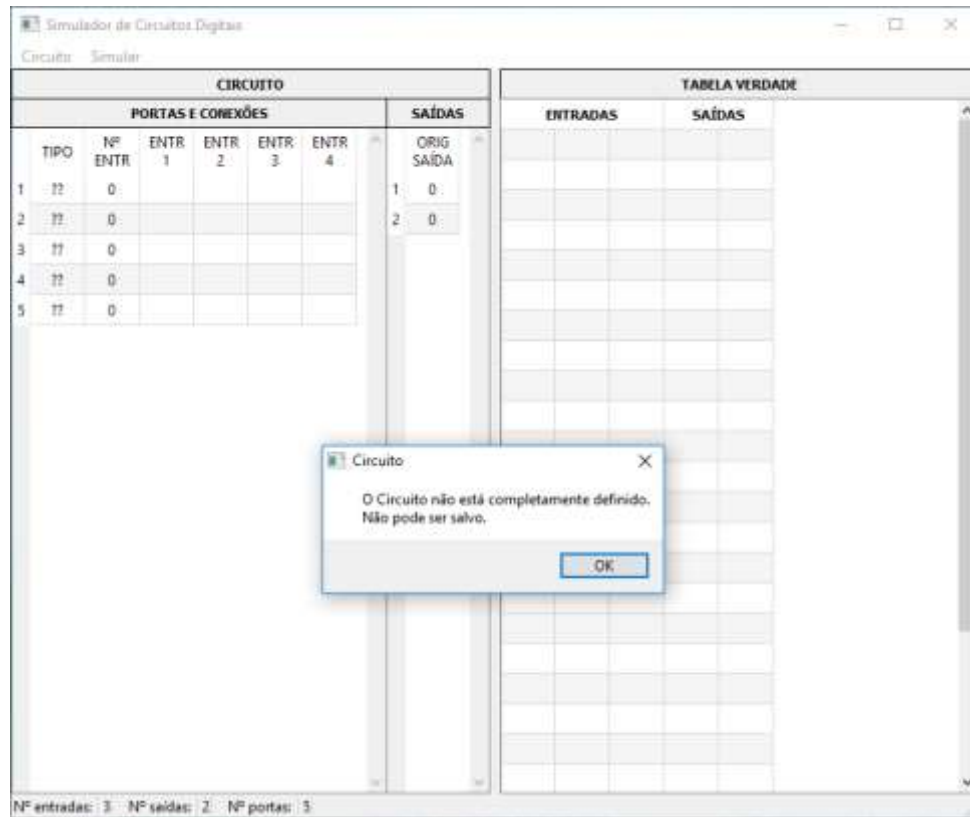 Simulador de Circuitos Digitais
Circuito Simular
CIRCUITO
PORTAS E CONEXÕES SAÍDAS
TIPO Nº ENTR ENTR 1 ENTR 2 ENTR 3 ENTR 4 ORIG SAÍDA
1 ?? 0 1 0
2 ?? 0 2 0
3 ?? 0
4 ?? 0
5 ?? 0
TABELA VERDADE
ENTRADAS SAÍDAS
Circuito
O Circuito não está completamente definido.
Não pode ser salvo.
OK
Nº entradas: 3 Nº saídas: 2 Nº portas: 5